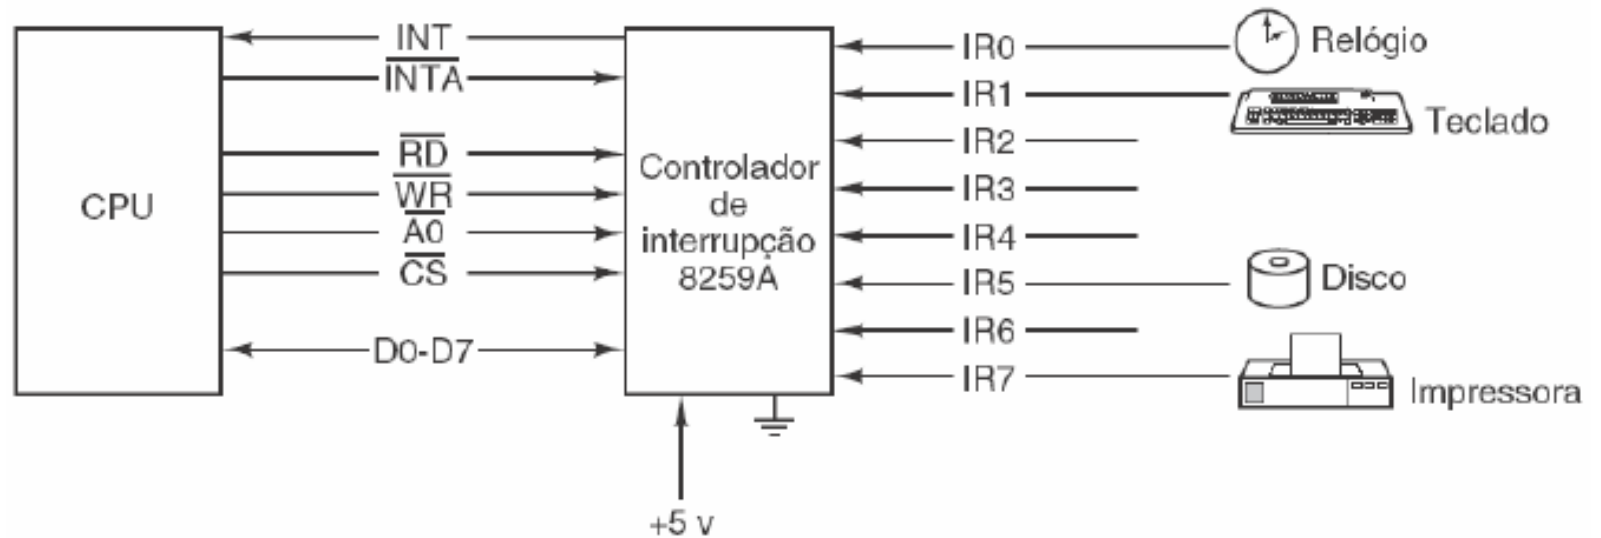 CPU
INT
INTA
RD
WR
A0
CS
D0-D7
Controlador
de
interrupção
8259A
+5 v
IR0
IR1
IR2
IR3
IR4
IR5
IR6
IR7
Relógio
Teclado
Disco
Impressora